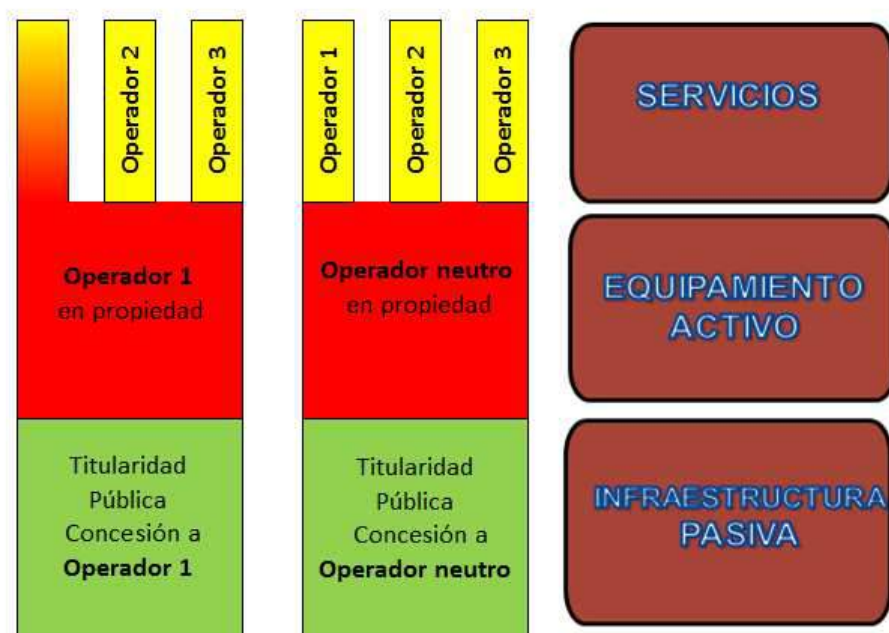 Operador 2
Operador 3
Operador 1
en propiedad
Titularidad
Pública
Concesión a
Operador 1
Operador 1
Operador 2
Operador 3
Operador neutro
en propiedad
Titularidad
Pública
Concesión a
Operador neutro
SERVICIOS
EQUIPAMIENTO
ACTIVO
INFRAESTRUCTURA
PASIVA